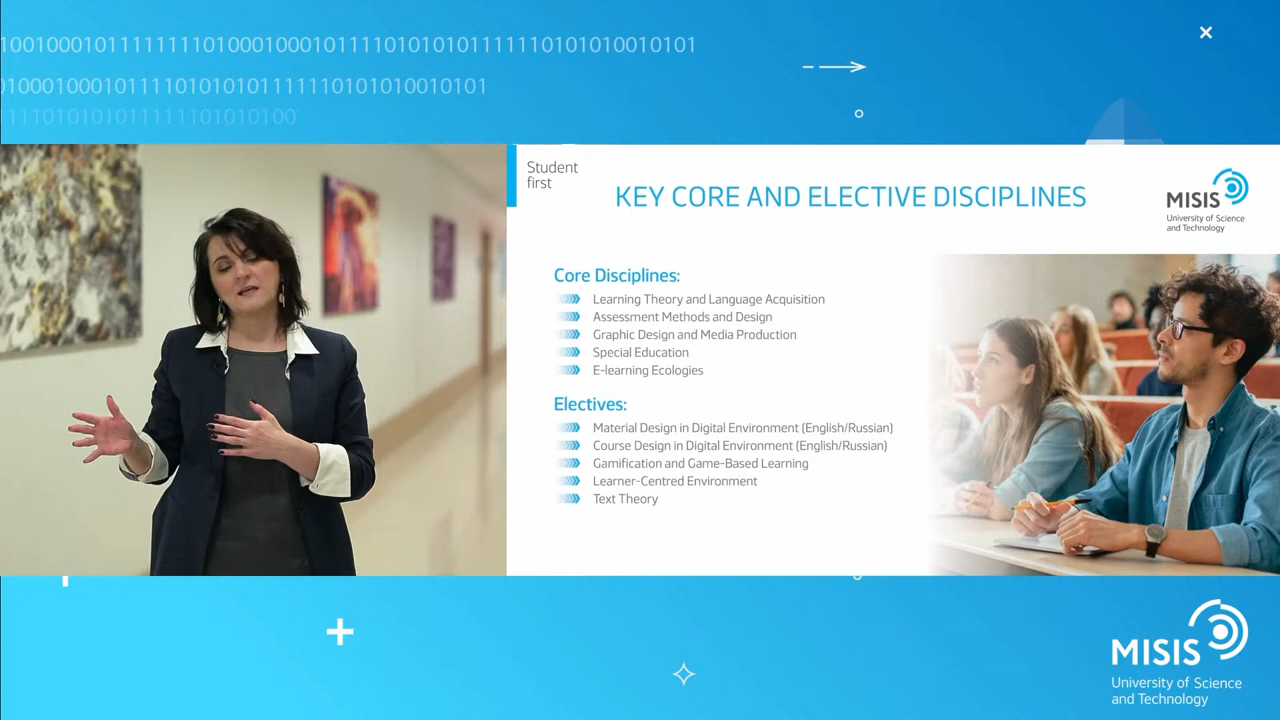 10010001011111111010001000101111010101011111101010100101​01
01000100010111101010101111110101010010101
1111010101011111101010100
Student
first
KEY CORE AND ELECTIVE DISCIPLINES
MISIS
University of Science
and Technology
Core Disciplines:
Learning Theory and Language Acquisition
Assessment Methods and Design
Graphic Design and Media Production
Special Education
E-learning Ecologies
Electives:
Material Design in Digital Environment (English/Russian)
Course Design in Digital Environment (English/Russian)
Gamification and Game-Based Learning
Learner-Centred Environment
Text Theory
MISIS
University of Science
and Technology